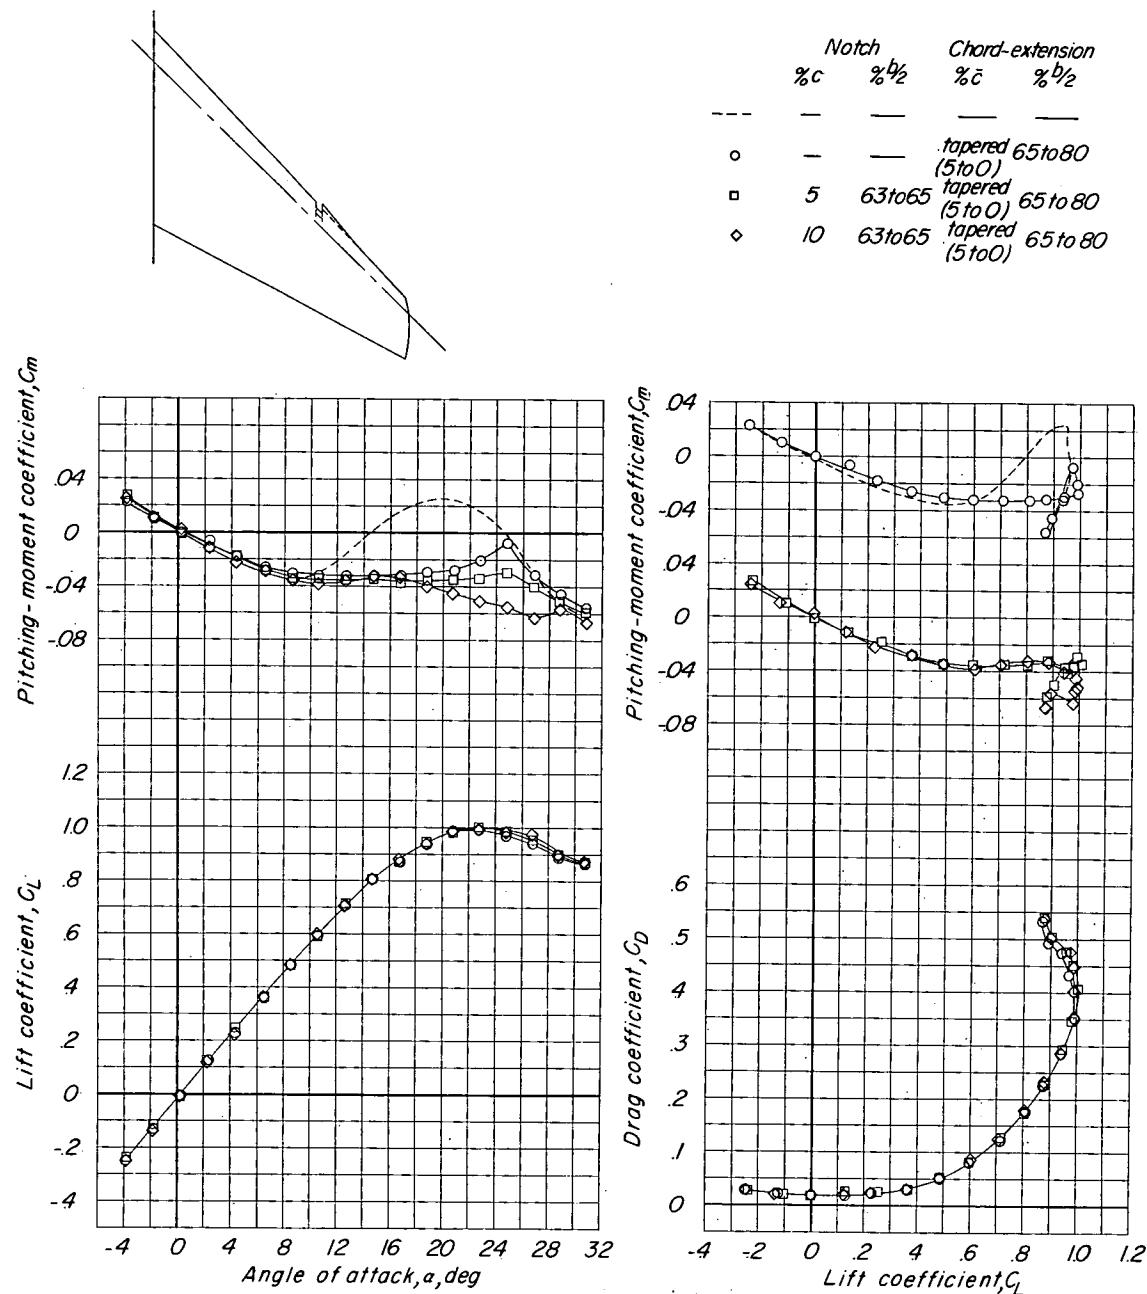 Notch Chord-extension
%c %b/2 %c̄ %b/2
---- — — — —
○ — — tapered (5 to 0) 65 to 80
□ 5 63 to 65 tapered (5 to 0) 65 to 80
◇ 10 63 to 65 tapered (5 to 0) 65 to 80
Pitching-moment coefficient, Cm
.04
0
-.04
-.08
Lift coefficient, CL
1.2
1.0
.8
.6
.4
.2
0
-.2
-.4
-4 0 4 8 12 16 20 24 28 32
Angle of attack, α, deg
Pitching-moment coefficient, Cm
.04
0
-.04
Pitching-moment coefficient, Cm
.04
0
-.04
-.08
Drag coefficient, CD
.6
.5
.4
.3
.2
.1
0
-.4 -.2 0 .2 .4 .6 .8 1.0 1.2
Lift coefficient, CL